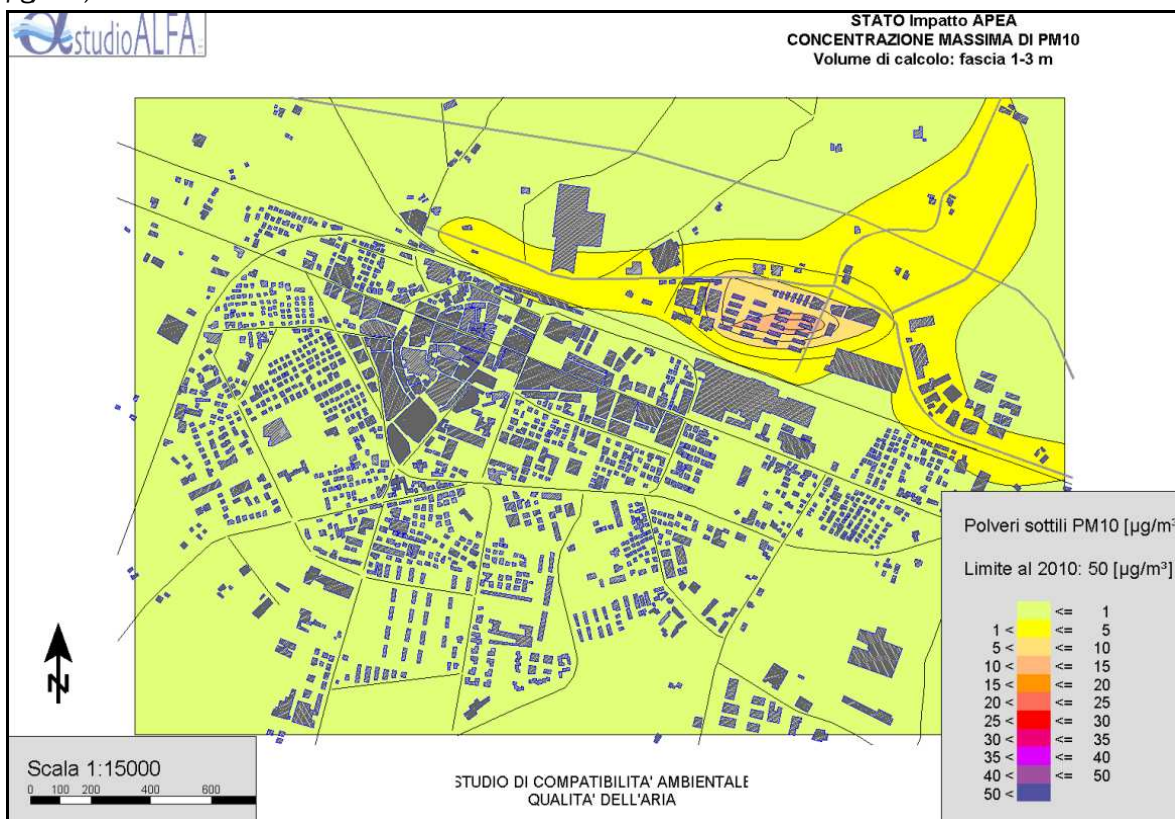 studioALFA
STATO Impatto APEA
CONCENTRAZIONE MASSIMA DI PM10
Volume di calcolo: fascia 1-3 m
Polveri sottili PM10 [µg/m³
Limite al 2010: 50 [µg/m³]
<= 1
1 < <= 5
5 < <= 10
10 < <= 15
15 < <= 20
20 < <= 25
25 < <= 30
30 < <= 35
35 < <= 40
40 < <= 50
50 <
N
Scala 1:15000
0 100 200 400 600
STUDIO DI COMPATIBILITA' AMBIENTALE
QUALITA' DELL'ARIA